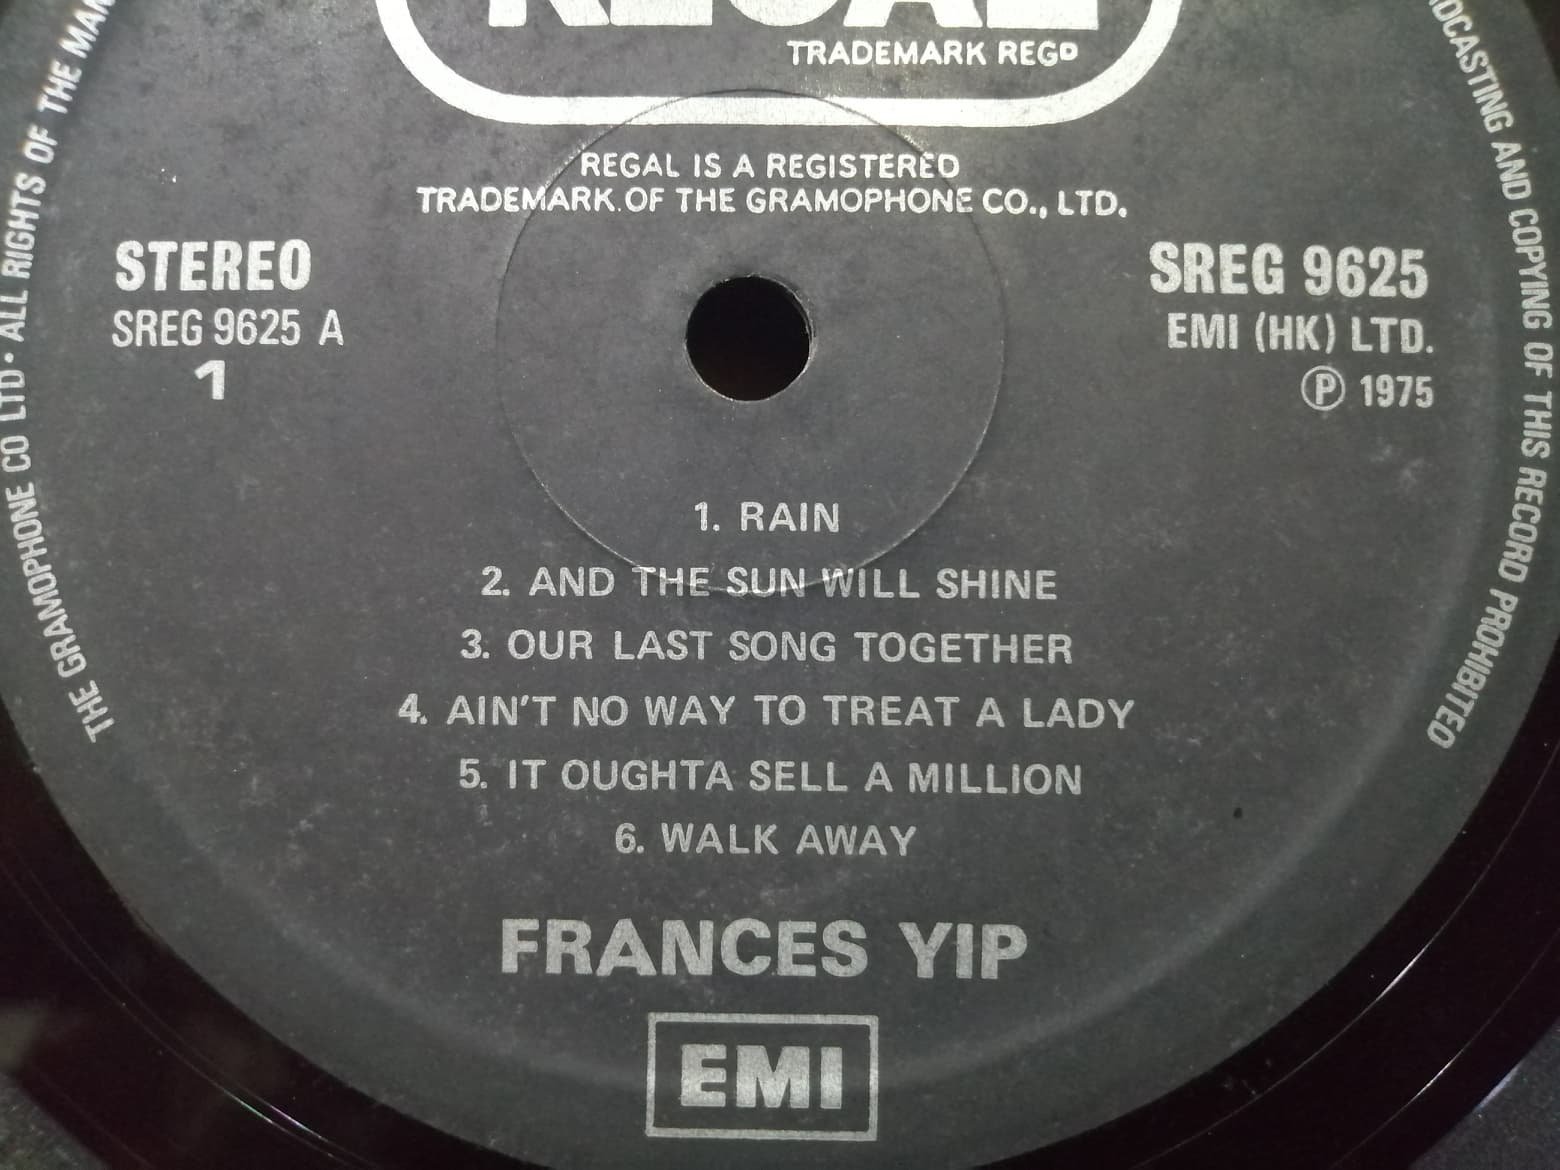 REGAL
TRADEMARK REGD
REGAL IS A REGISTERED
TRADEMARK OF THE GRAMOPHONE CO., LTD.
STEREO
SREG 9625 A
1
SREG 9625
EMI (HK) LTD.
Ⓟ 1975
1. RAIN
2. AND THE SUN WILL SHINE
3. OUR LAST SONG TOGETHER
4. AIN'T NO WAY TO TREAT A LADY
5. IT OUGHTA SELL A MILLION
6. WALK AWAY
FRANCES YIP
EMI
THE GRAMOPHONE CO LTD · ALL RIGHTS OF THE
AND COPYING OF THIS RECORD PROHIBITED